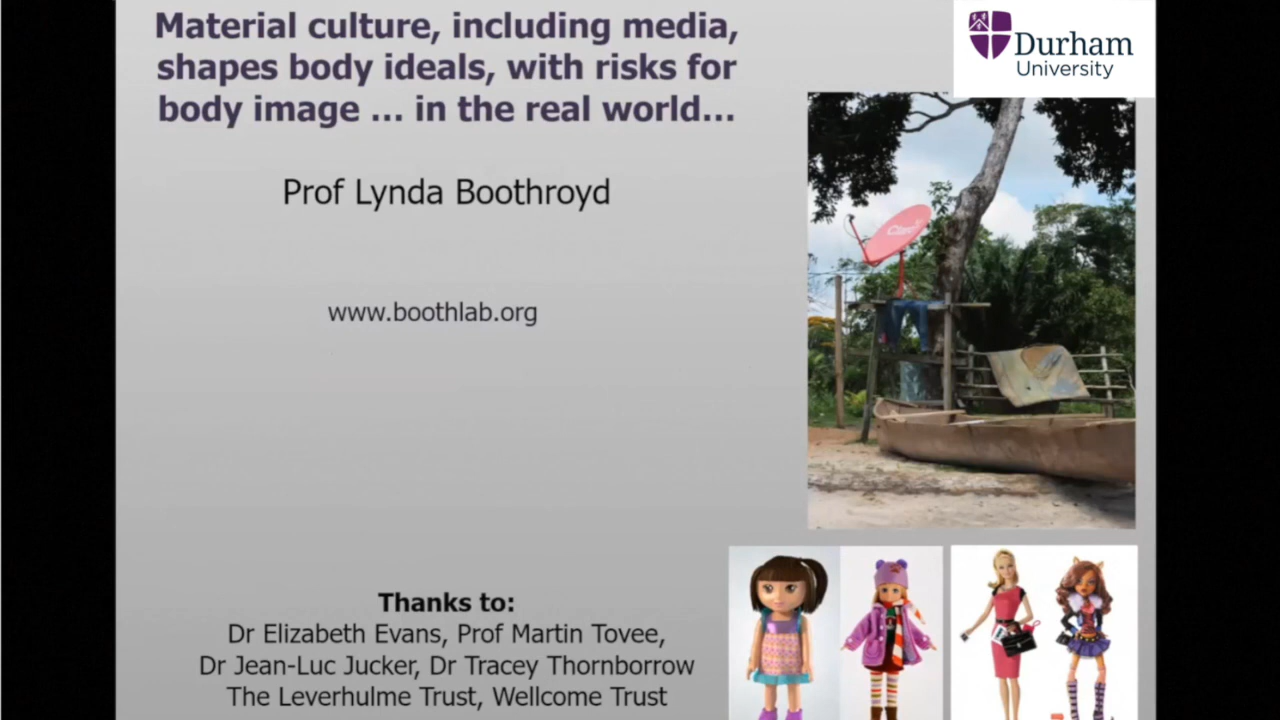 Material culture, including media,
shapes body ideals, with risks for
body image ... in the real world...
Durham
University
Prof Lynda Boothroyd
www.boothlab.org
Claro
Thanks to:
Dr Elizabeth Evans, Prof Martin Tovee,
Dr Jean-Luc Jucker, Dr Tracey Thornborrow
The Leverhulme Trust, Wellcome Trust